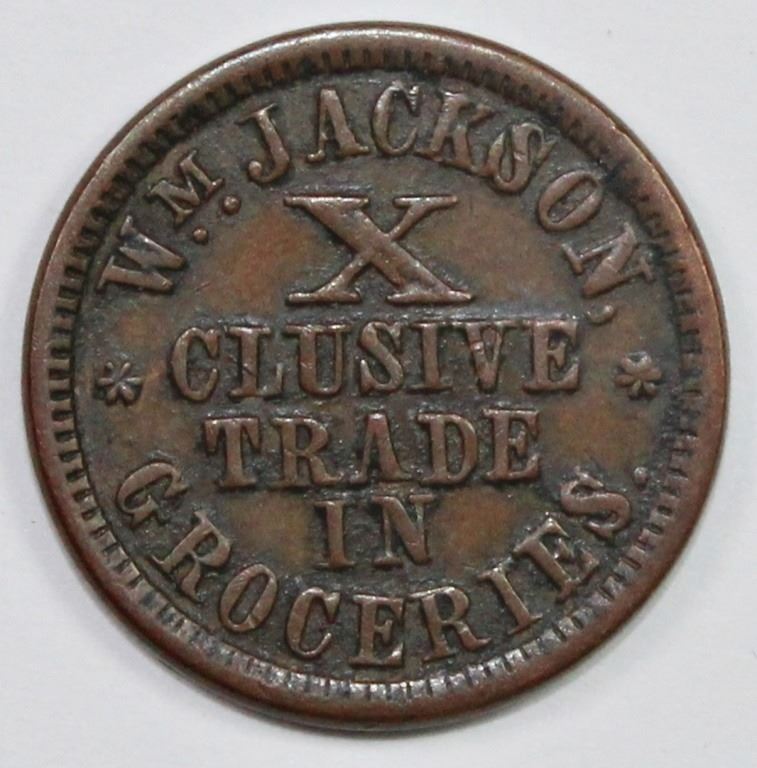 WM. JACKSON,
X
CLUSIVE
TRADE
IN
GROCERIES.